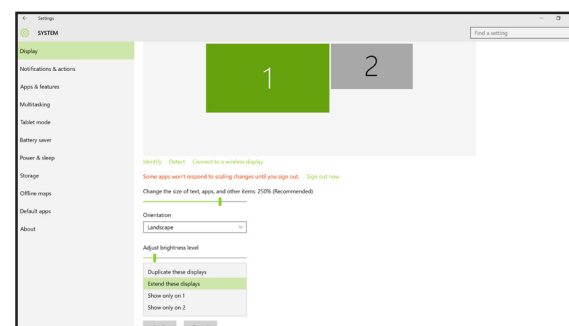 Settings
SYSTEM
Find a setting
Display
Notifications & actions
Apps & features
Multitasking
Tablet mode
Battery saver
Power & sleep
Storage
Offline maps
Default apps
About
1
2
Identify Detect Connect to a wireless display
Some apps won't respond to scaling changes until you sign out. Sign out now
Change the size of text, apps, and other items: 250% (Recommended)
Orientation
Landscape
Adjust brightness level
Duplicate these displays
Extend these displays
Show only on 1
Show only on 2